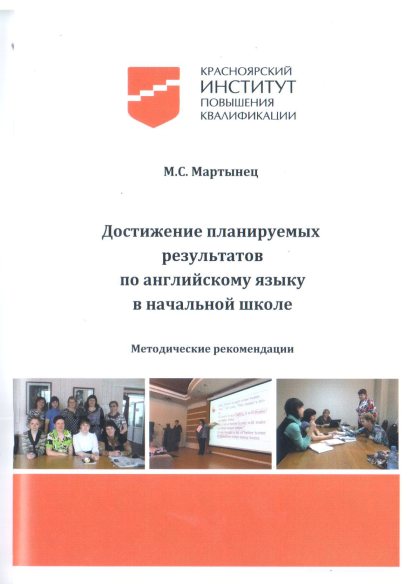 КРАСНОЯРСКИЙ
ИНСТИТУТ
ПОВЫШЕНИЯ
КВАЛИФИКАЦИИ
М.С. Мартынец
Достижение планируемых
результатов
по английскому языку
в начальной школе
Методические рекомендации